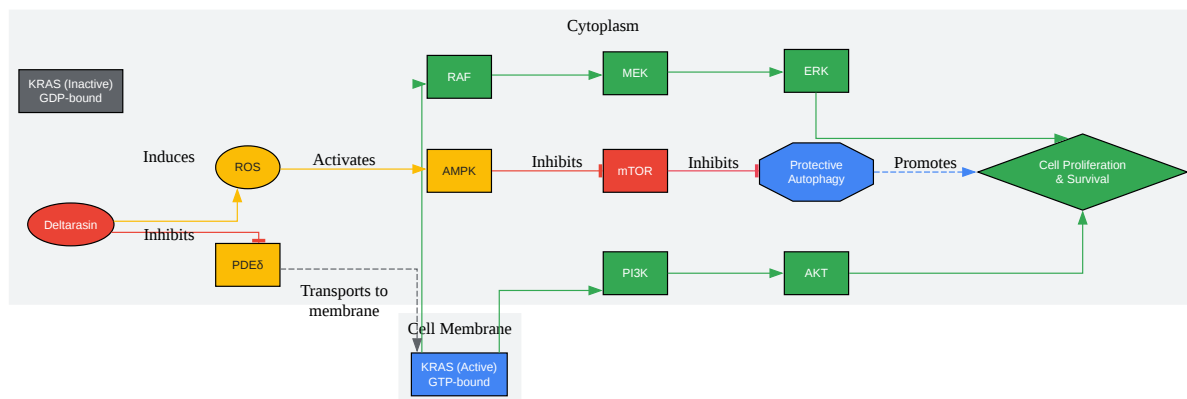 Cytoplasm
KRAS (Inactive)
GDP-bound
RAF
MEK
ERK
Induces
ROS
Activates
AMPK
Inhibits
mTOR
Inhibits
Protective
Autophagy
Promotes
Cell Proliferation
& Survival
Deltarasin
Inhibits
PDEδ
Transports to
membrane
PI3K
AKT
Cell Membrane
KRAS (Active)
GTP-bound